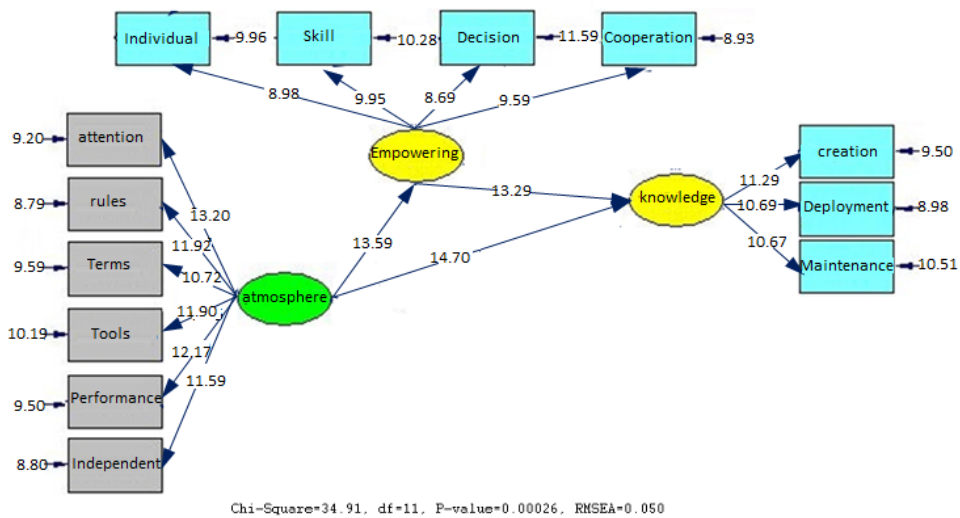 Individual
9.96
Skill
10.28
Decision
11.59
Cooperation
8.93
8.98
9.95
8.69
9.59
9.20
attention
Empowering
creation
9.50
11.29
8.79
rules
13.20
13.29
knowledge
10.69
Deployment
8.98
11.92
13.59
14.70
10.67
9.59
Terms
10.72
Maintenance
10.51
atmosphere
11.90
10.19
Tools
12.17
11.59
9.50
Performance
8.80
Independent
Chi-Square=34.91, df=11, P-value=0.00026, RMSEA=0.050